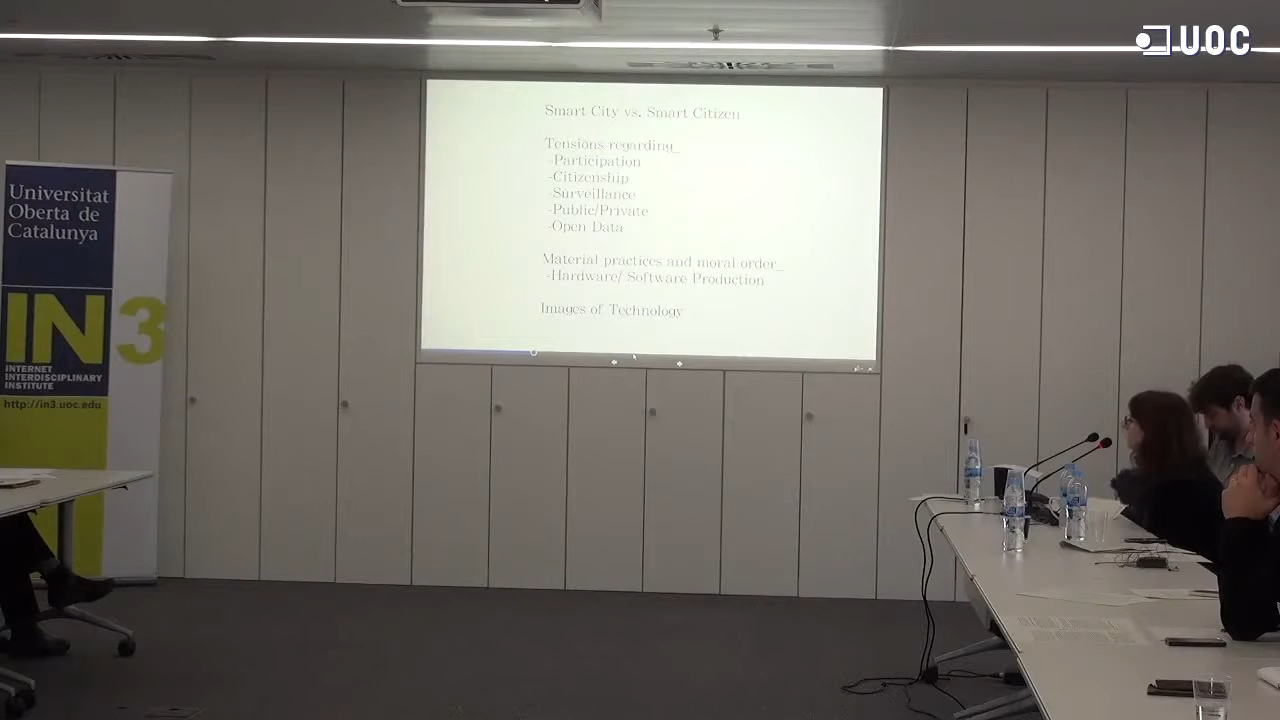 UOC
Smart City vs. Smart Citizen
Tensions regarding_
-Participation
-Citizenship
-Surveillance
-Public/Private
-Open Data
Material practices and moral order_
-Hardware/ Software Production
Images of Technology
Universitat
Oberta de
Catalunya
IN3
INTERNET
INTERDISCIPLINARY
INSTITUTE
http://in3.uoc.edu